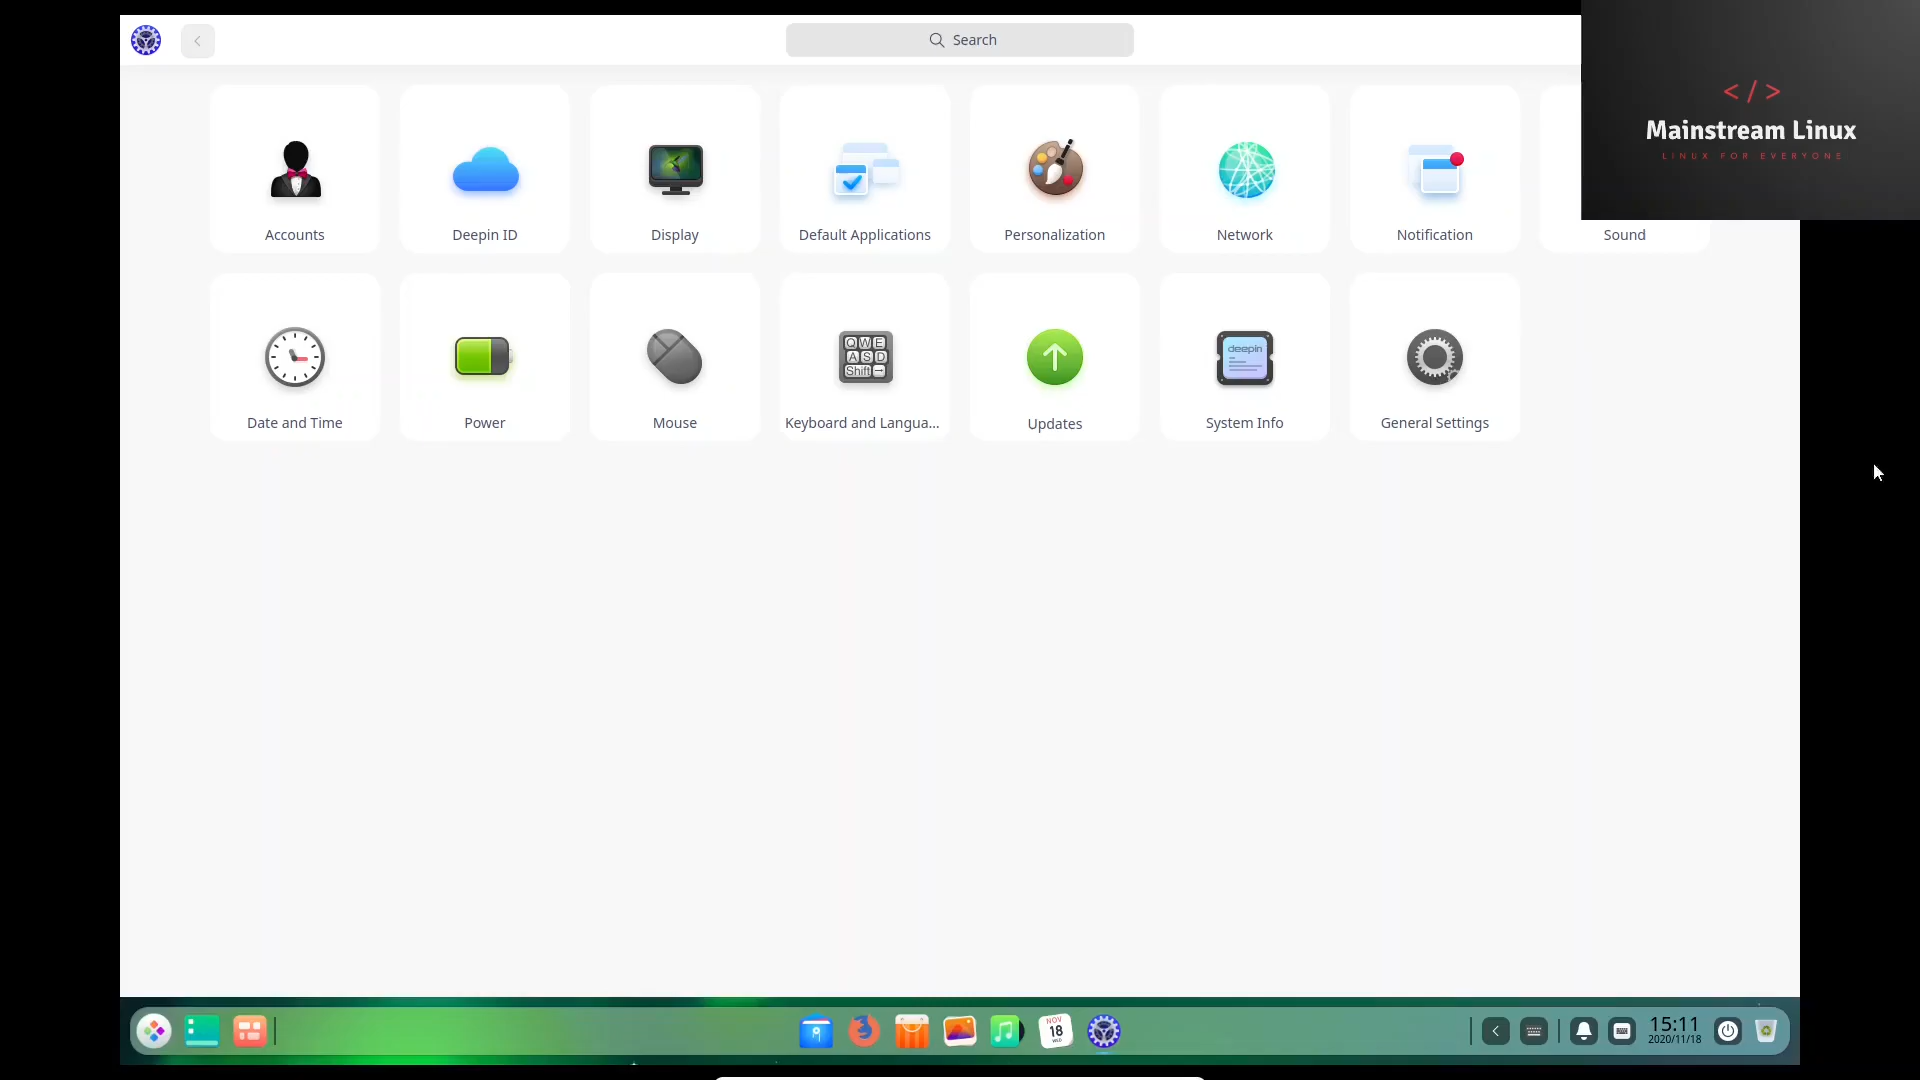 Search
</>
Mainstream Linux
LINUX FOR EVERYONE
Accounts
Deepin ID
Display
Default Applications
Personalization
Network
Notification
Sound
QWE
ASD
Shift→
deepin
Date and Time
Power
Mouse
Keyboard and Langua...
Updates
System Info
General Settings
NOV
18
WED
15:11
2020/11/18